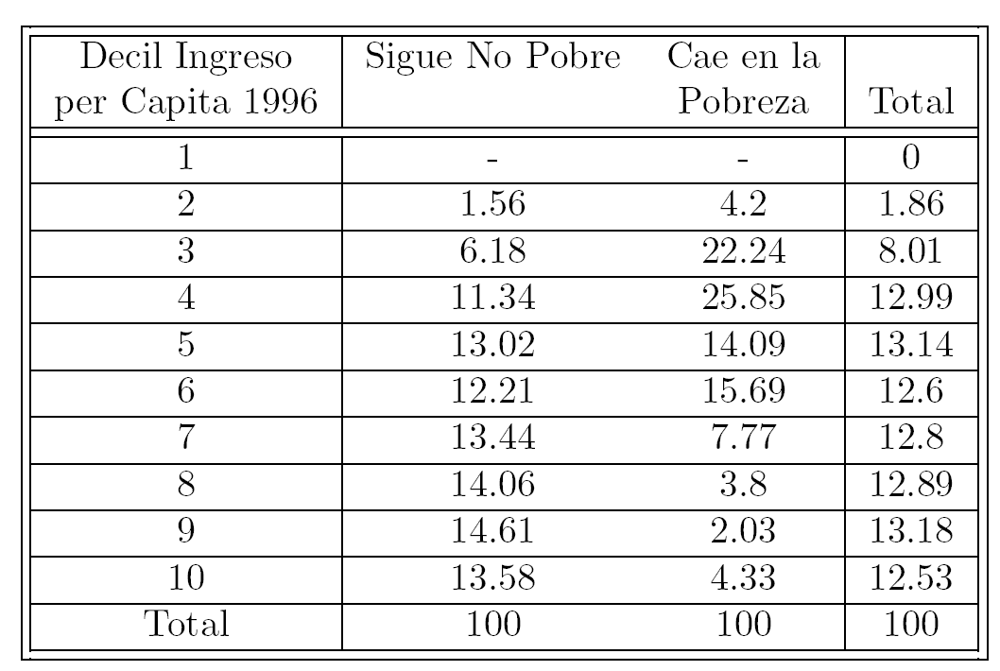 Decil Ingreso Sigue No Pobre Cae en la
per Capita 1996 Pobreza Total
1 - - 0
2 1.56 4.2 1.86
3 6.18 22.24 8.01
4 11.34 25.85 12.99
5 13.02 14.09 13.14
6 12.21 15.69 12.6
7 13.44 7.77 12.8
8 14.06 3.8 12.89
9 14.61 2.03 13.18
10 13.58 4.33 12.53
Total 100 100 100